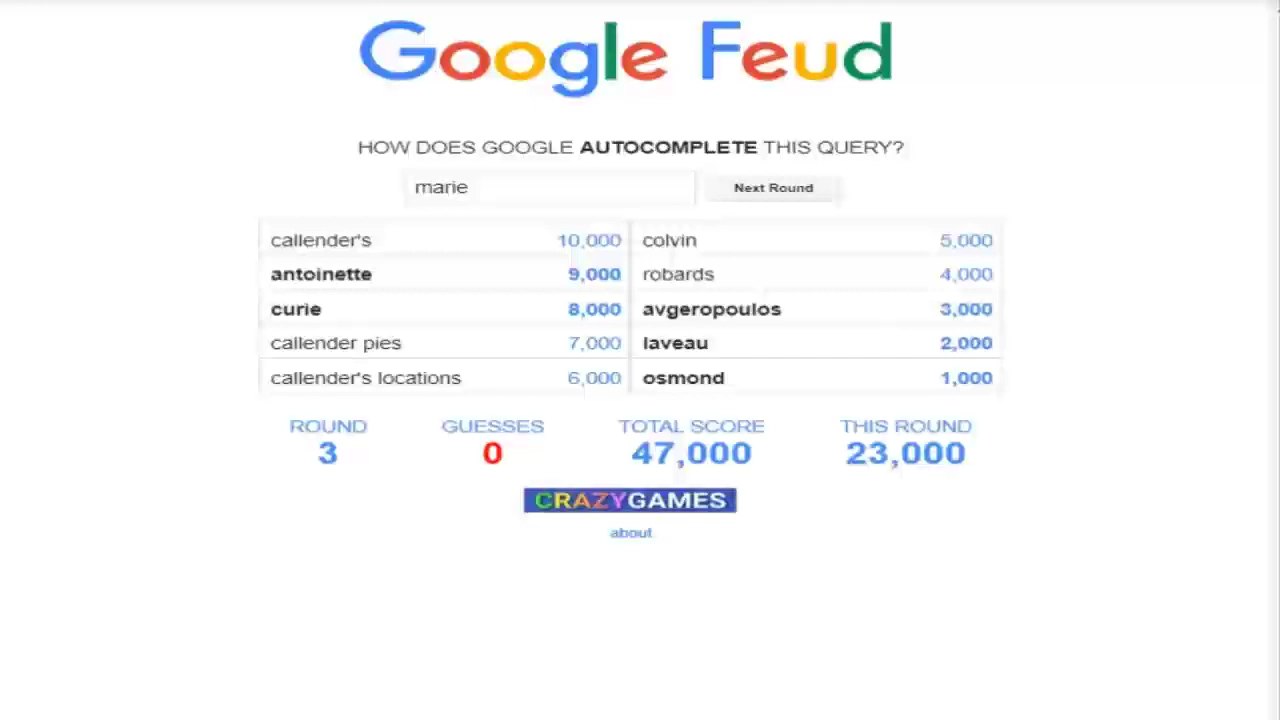 Google Feud
HOW DOES GOOGLE AUTOCOMPLETE THIS QUERY?
marie
Next Round
callender's 10,000
antoinette 9,000
curie 8,000
callender pies 7,000
callender's locations 6,000
colvin 5,000
robards 4,000
avgeropoulos 3,000
laveau 2,000
osmond 1,000
ROUND GUESSES TOTAL SCORE THIS ROUND
3 0 47,000 23,000
CRAZYGAMES
about